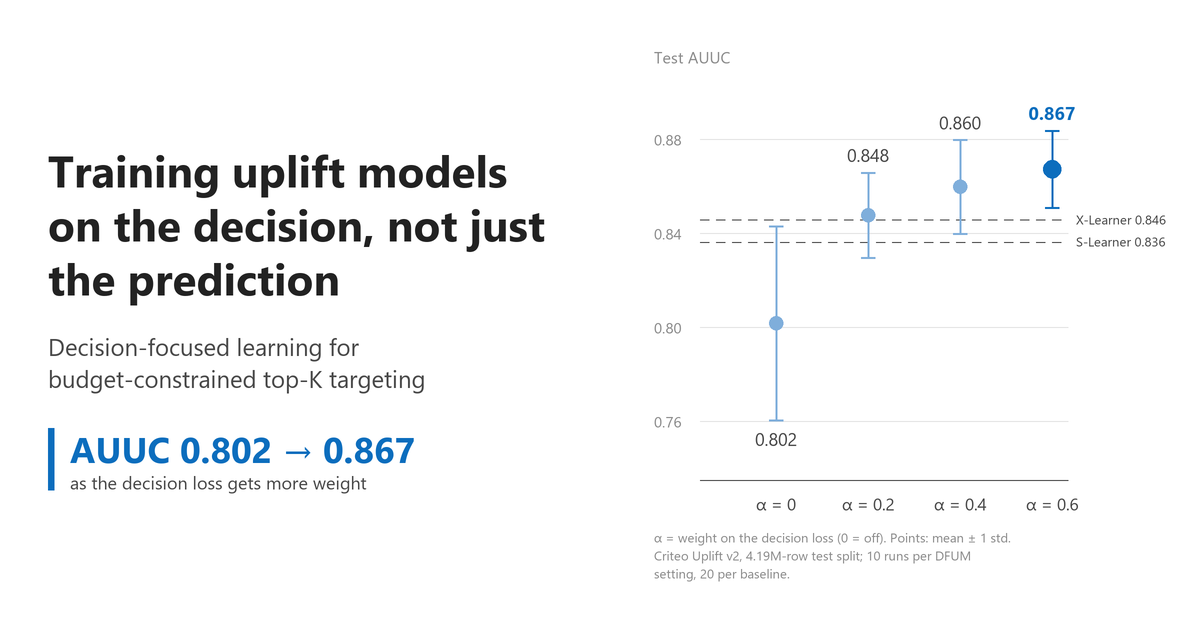 Training uplift models
on the decision, not just
the prediction
Decision-focused learning for
budget-constrained top-K targeting
AUUC 0.802 → 0.867
as the decision loss gets more weight
Test AUUC
0.867
0.860
0.88
0.848
X-Learner 0.846
0.84
S-Learner 0.836
0.80
0.76
0.802
α = 0
α = 0.2
α = 0.4
α = 0.6
α = weight on the decision loss (0 = off). Points: mean ± 1 std.
Criteo Uplift v2, 4.19M-row test split; 10 runs per DFUM
setting, 20 per baseline.